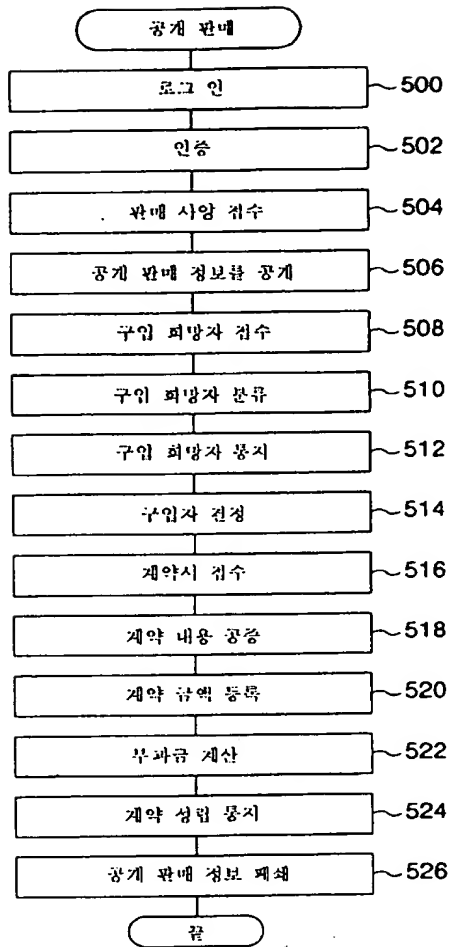 공개 판매
로그 인
500
인증
502
판매 사양 접수
504
공개 판매 정보를 공개
506
구입 희망자 접수
508
구입 희망자 분류
510
구입 희망자 통지
512
구입자 결정
514
계약서 접수
516
계약 내용 공증
518
계약 금액 등록
520
부과금 계산
522
계약 성립 통지
524
공개 판매 정보 폐쇄
526
끝